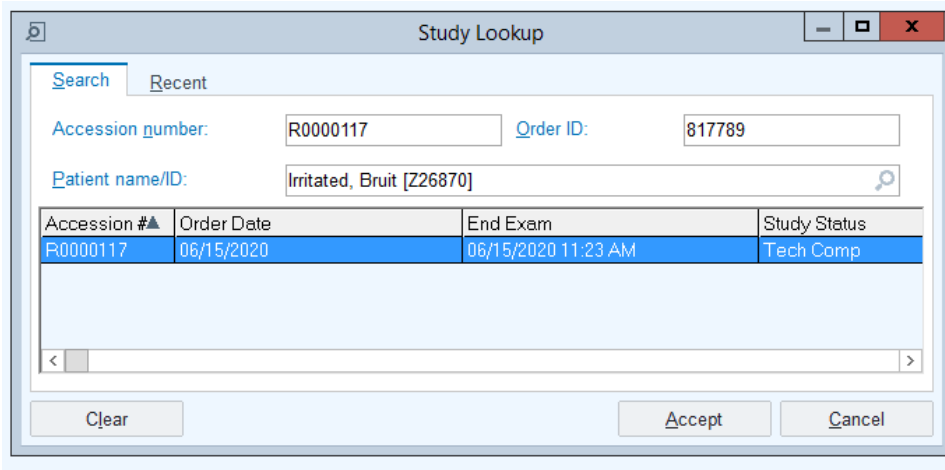 Study Lookup
Search Recent
Accession number: R0000117 Order ID: 817789
Patient name/ID: Irritated, Bruit [Z26870]
Accession # Order Date End Exam Study Status
R0000117 06/15/2020 06/15/2020 11:23 AM Tech Comp
Clear Accept Cancel